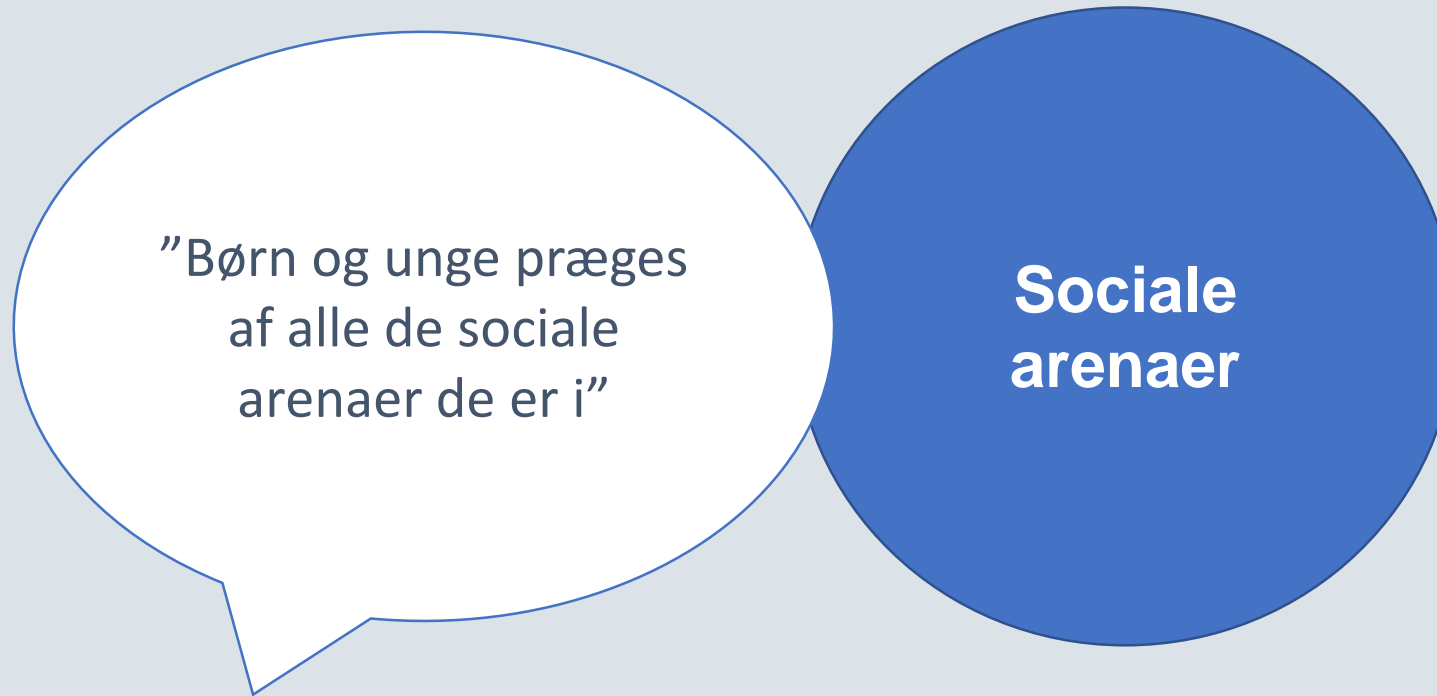 ”Børn og unge præges
af alle de sociale
arenaer de er i”
Sociale
arenaer